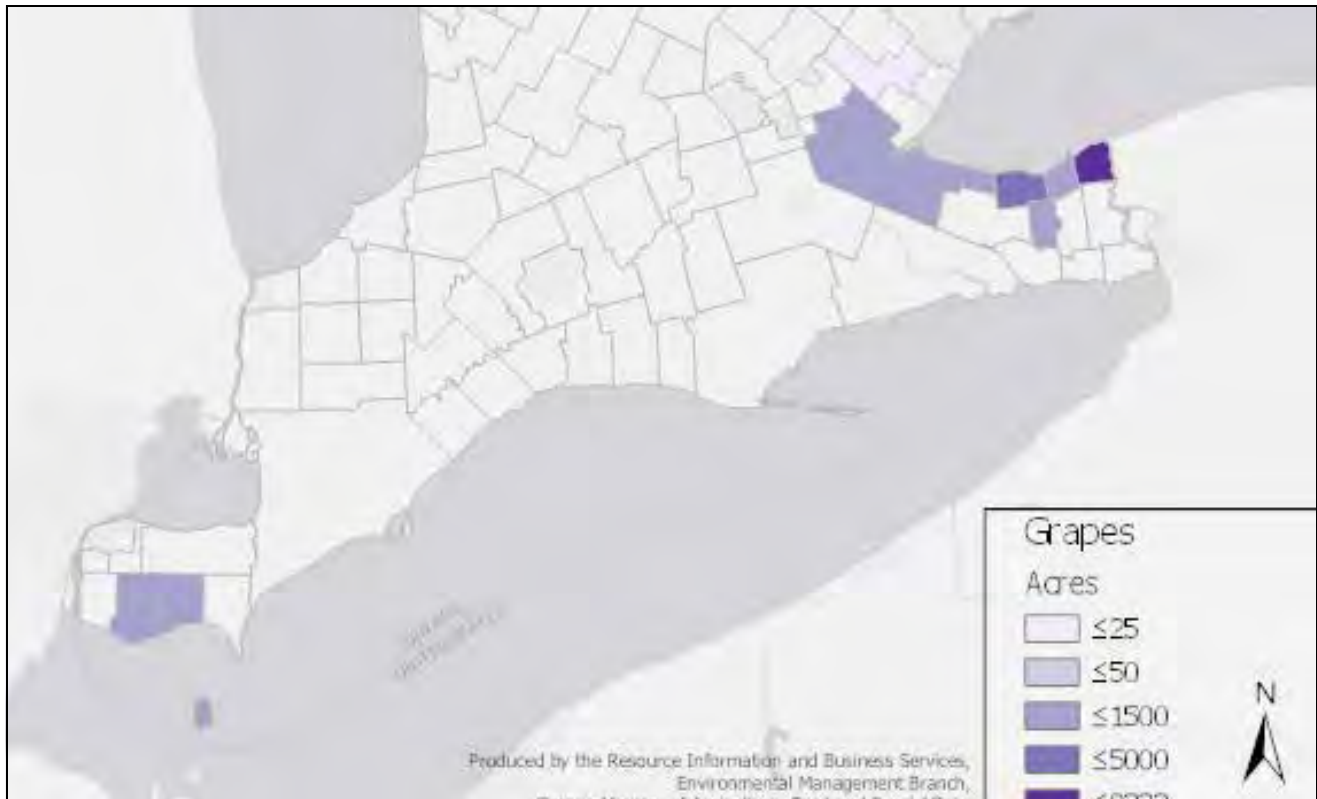 Grapes
Acres
≤25
≤50
≤1500
≤5000
N
Produced by the Resource Information and Business Services,
Environmental Management Branch,